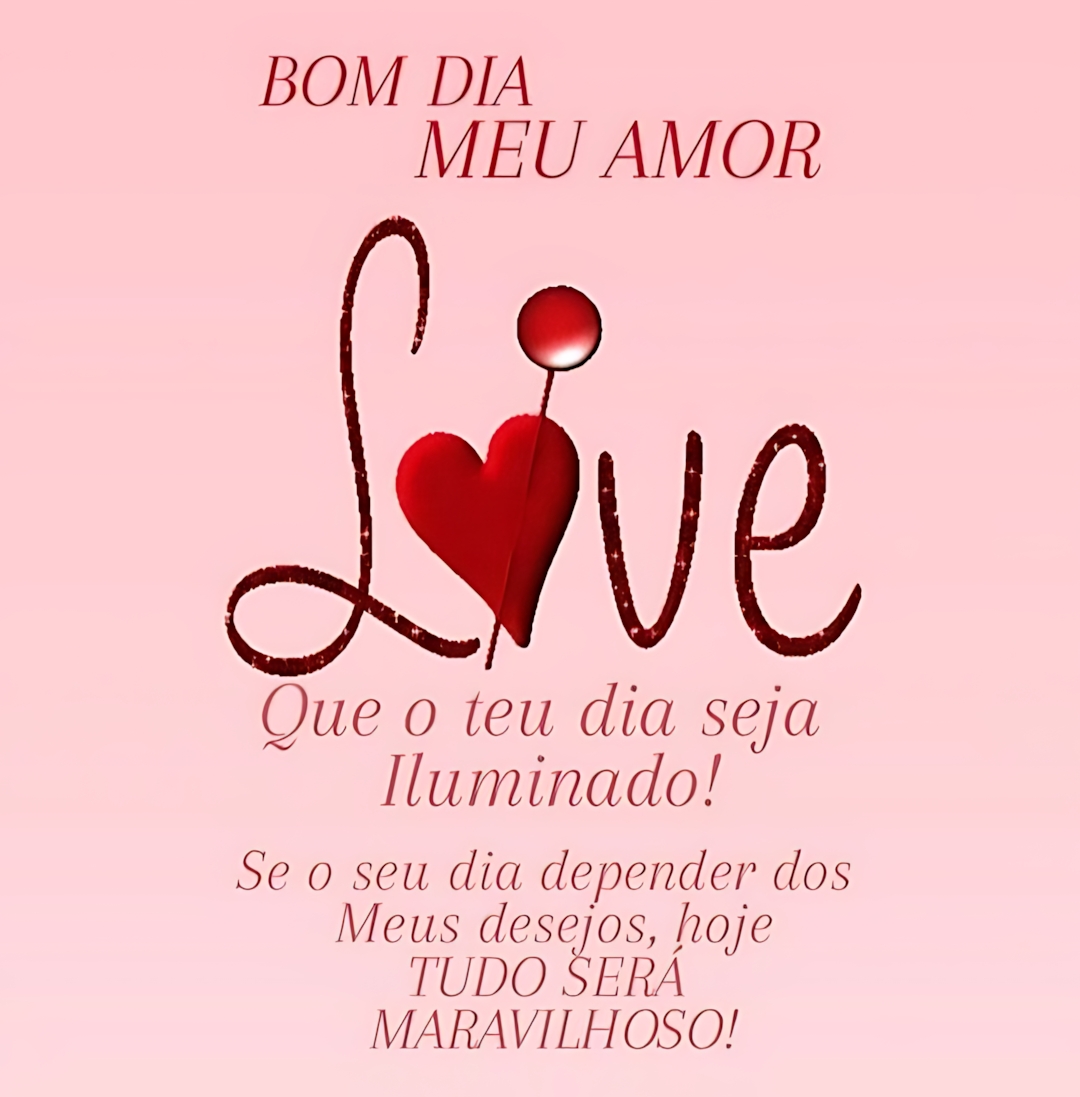 BOM DIA
MEU AMOR
Love
Que o teu dia seja
Iluminado!
Se o seu dia depender dos
Meus desejos, hoje
TUDO SERÁ
MARAVILHOSO!